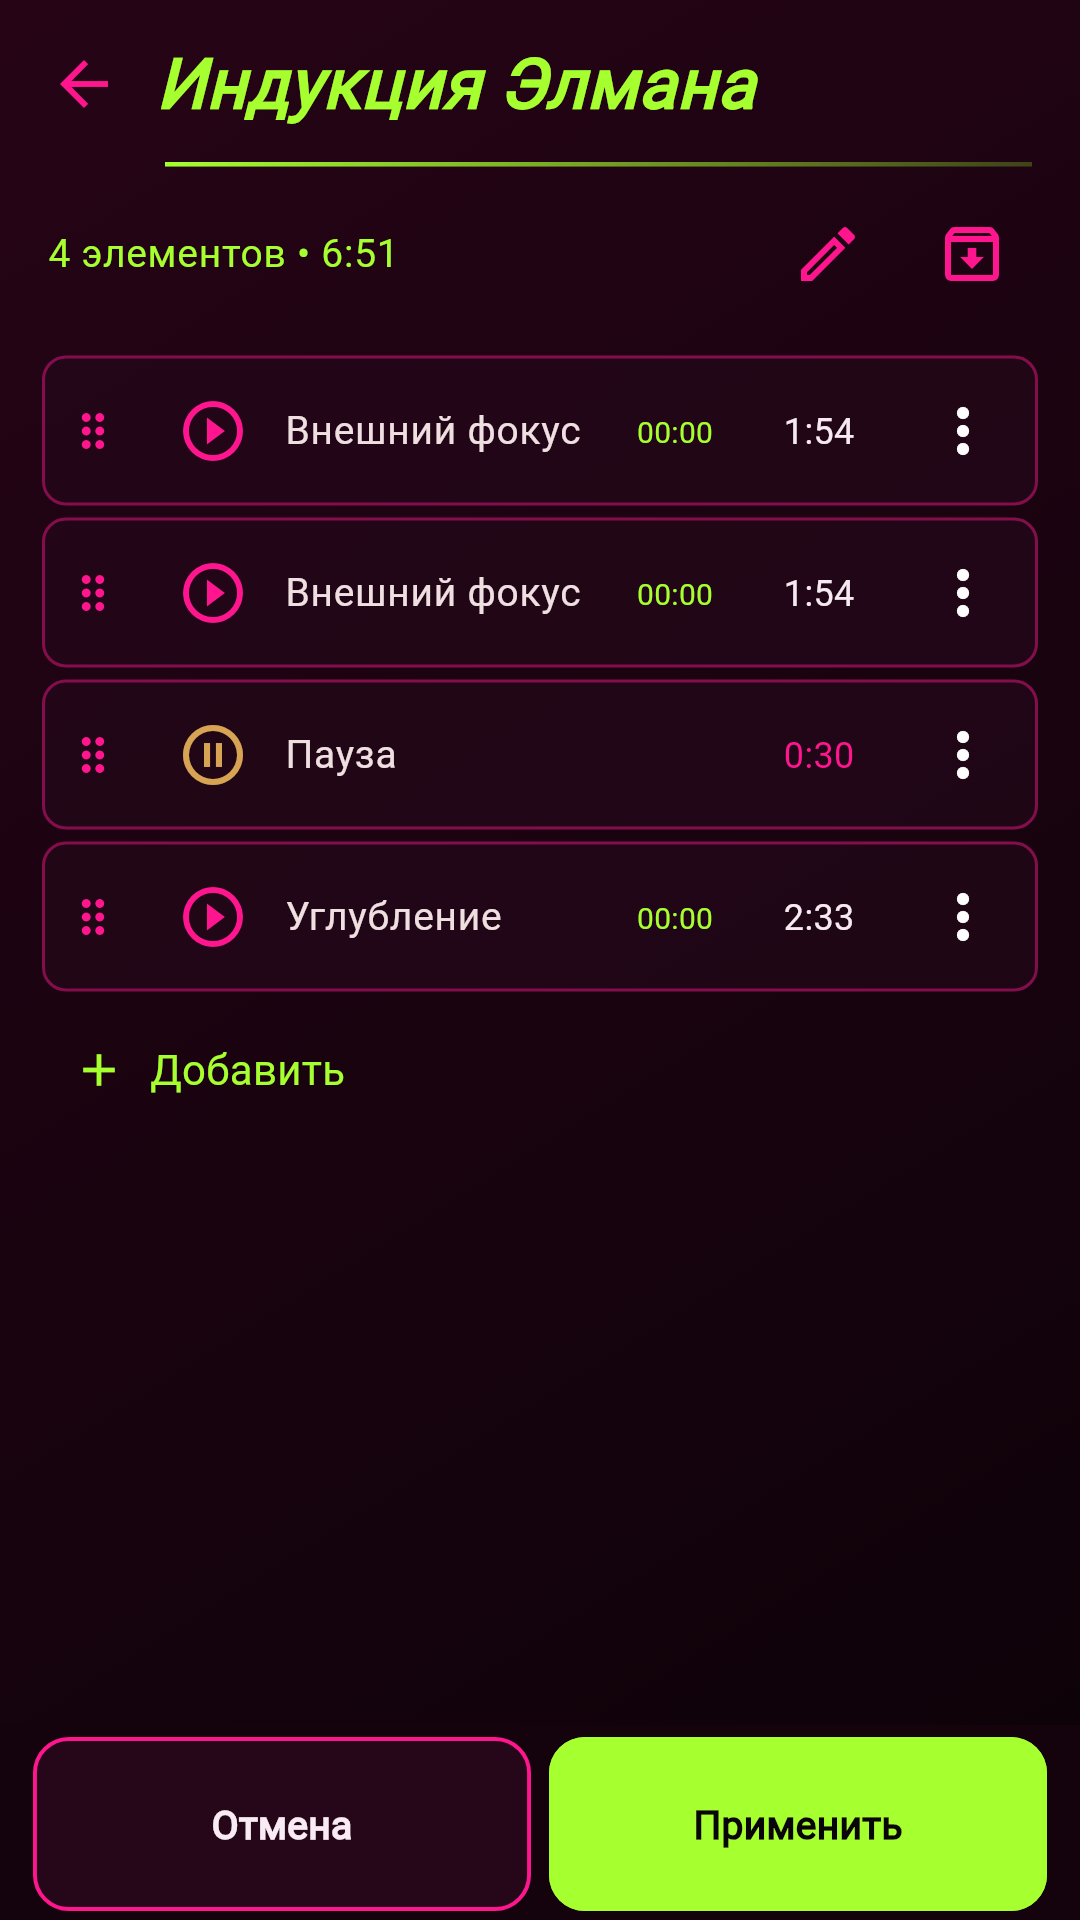 Индукция Элмана
4 элементов • 6:51
Внешний фокус 00:00 1:54
Внешний фокус 00:00 1:54
Пауза 0:30
Углубление 00:00 2:33
+ Добавить
Отмена Применить